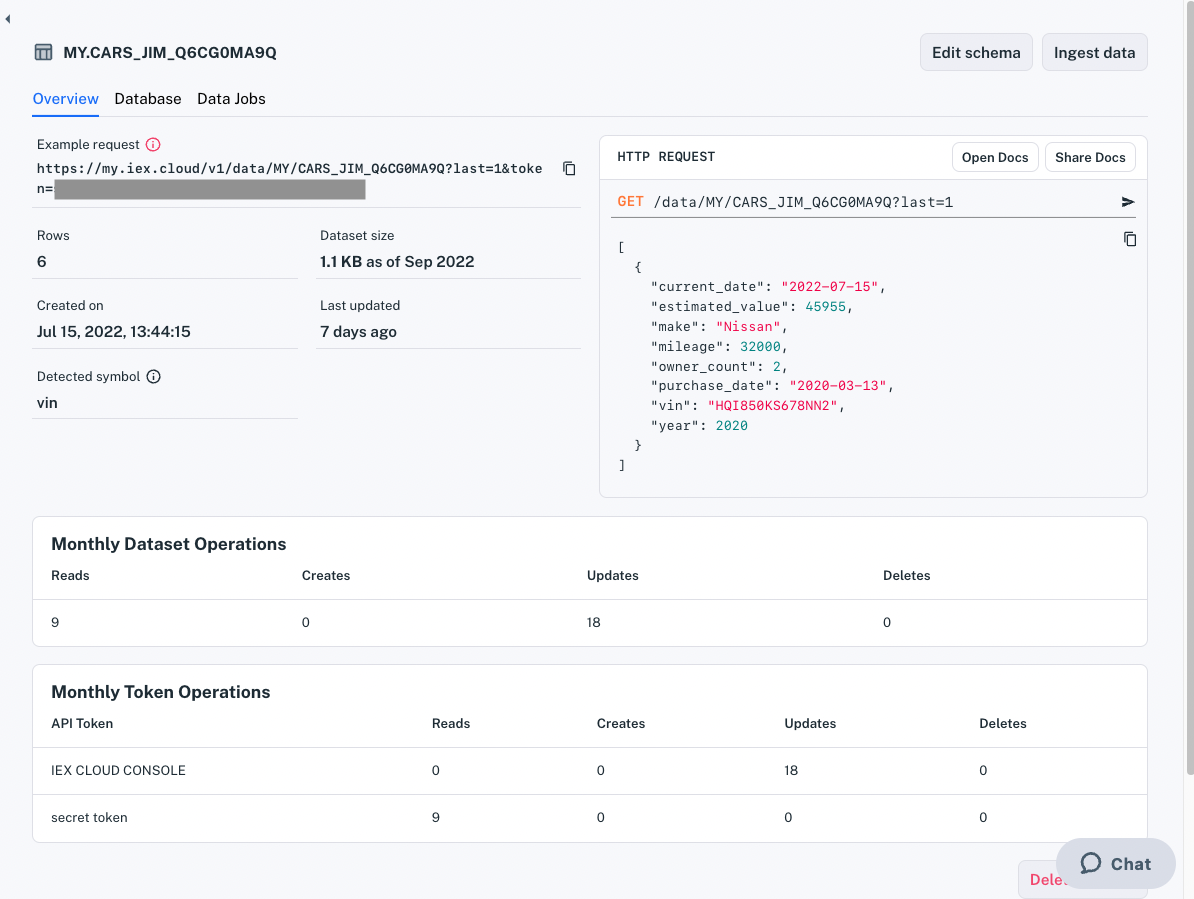 MY.CARS_JIM_Q6CG0MA9Q
Edit schema
Ingest data
Overview Database Data Jobs
Example request
https://my.iex.cloud/v1/data/MY/CARS_JIM_Q6CG0MA9Q?last=1&toke
n=
Rows
6
Dataset size
1.1 KB as of Sep 2022
Created on
Jul 15, 2022, 13:44:15
Last updated
7 days ago
Detected symbol
vin
HTTP REQUEST
Open Docs
Share Docs
GET /data/MY/CARS_JIM_Q6CG0MA9Q?last=1
[
{
"current_date": "2022-07-15",
"estimated_value": 45955,
"make": "Nissan",
"mileage": 32000,
"owner_count": 2,
"purchase_date": "2020-03-13",
"vin": "HQI850KS678NN2",
"year": 2020
}
]
Monthly Dataset Operations
Reads Creates Updates Deletes
9 0 18 0
Monthly Token Operations
API Token Reads Creates Updates Deletes
IEX CLOUD CONSOLE 0 0 18 0
secret token 9 0 0 0
Chat